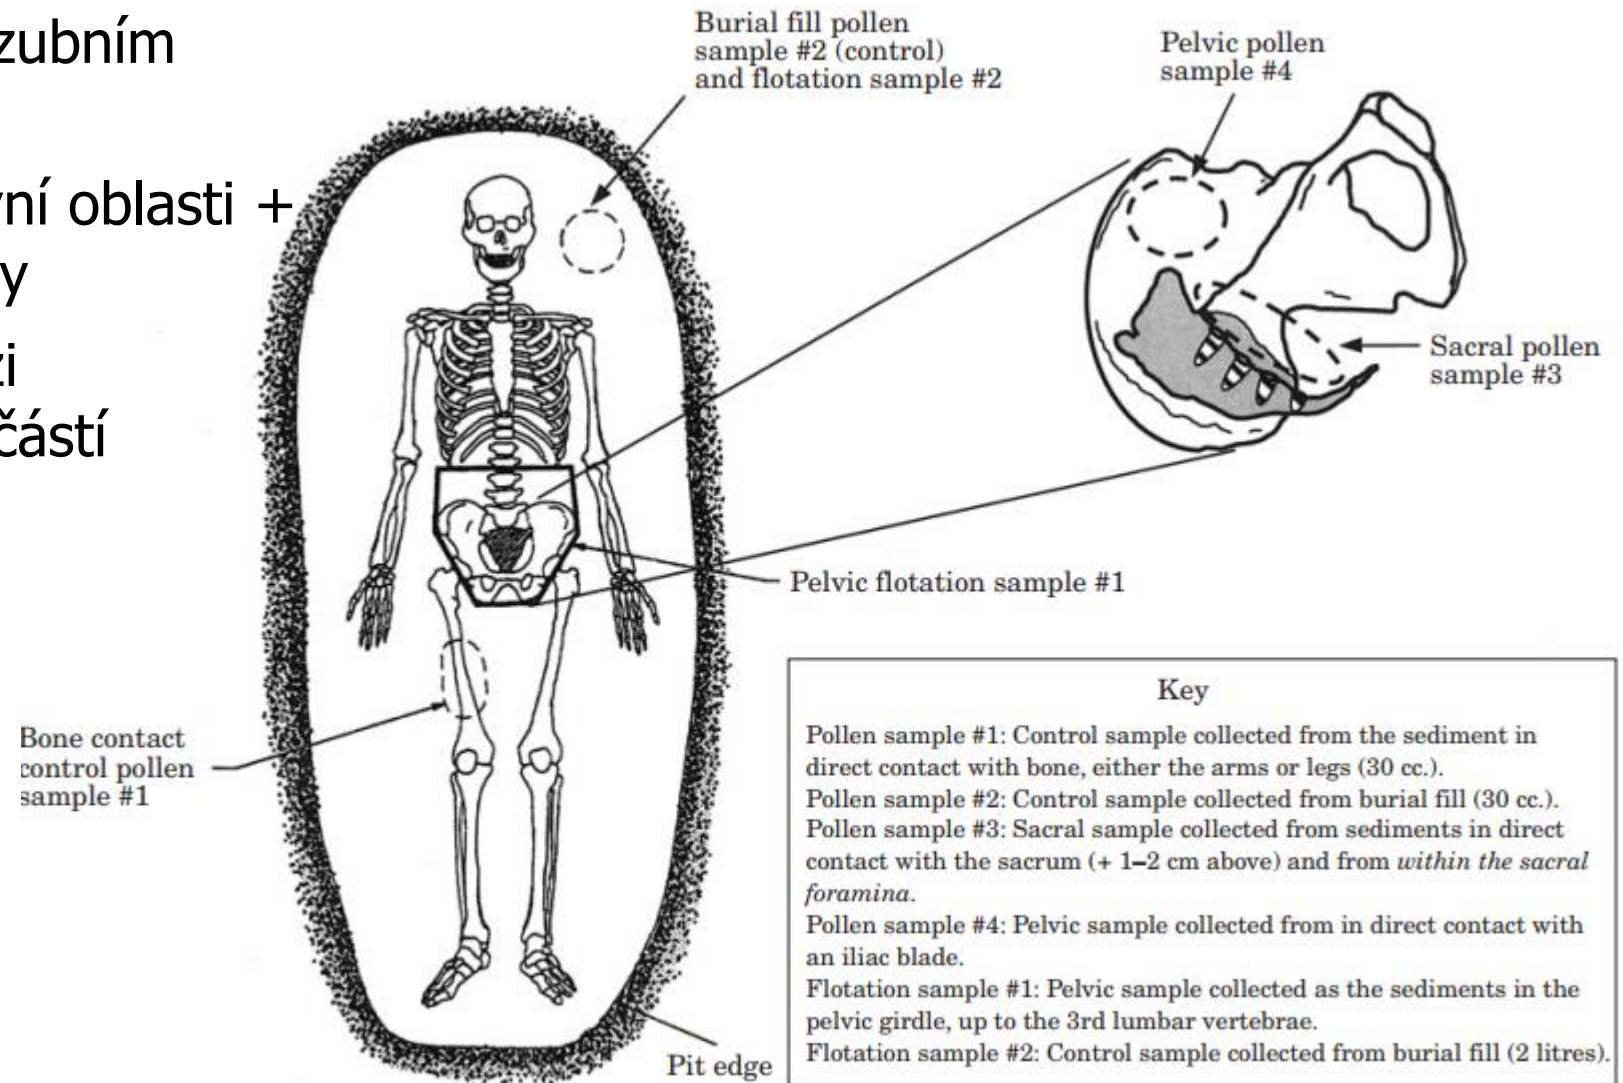 zubním
vní oblasti +
y
zi
částí
Burial fill pollen
sample #2 (control)
and flotation sample #2
Pelvic pollen
sample #4
Sacral pollen
sample #3
Pelvic flotation sample #1
Bone contact
control pollen
sample #1
Pit edge
Key
Pollen sample #1: Control sample collected from the sediment in
direct contact with bone, either the arms or legs (30 cc.).
Pollen sample #2: Control sample collected from burial fill (30 cc.).
Pollen sample #3: Sacral sample collected from sediments in direct
contact with the sacrum (+ 1–2 cm above) and from within the sacral
foramina.
Pollen sample #4: Pelvic sample collected from in direct contact with
an iliac blade.
Flotation sample #1: Pelvic sample collected as the sediments in the
pelvic girdle, up to the 3rd lumbar vertebrae.
Flotation sample #2: Control sample collected from burial fill (2 litres).